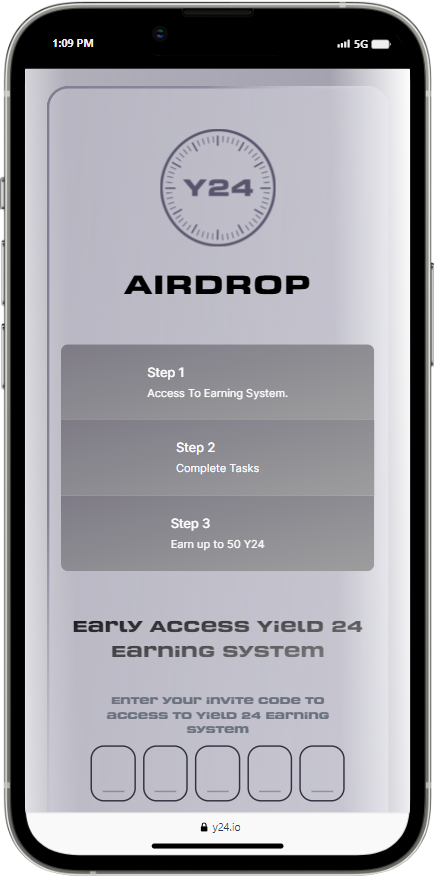 1:09 PM
5G
Y24
AIRDROP
Step 1
Access To Earning System.
Step 2
Complete Tasks
Step 3
Earn up to 50 Y24
Early Access Yield 24
Earning System
Enter your invite code to
access to Yield 24 Earning
System
y24.io